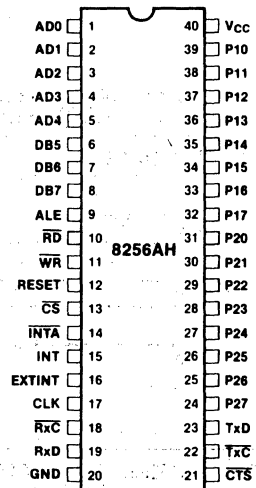 AD0 1 40 VCC
AD1 2 39 P10
AD2 3 38 P11
AD3 4 37 P12
AD4 5 36 P13
DB5 6 35 P14
DB6 7 34 P15
DB7 8 33 P16
ALE 9 32 P17
RD 10 31 P20
8256AH
WR 11 30 P21
RESET 12 29 P22
CS 13 28 P23
INTA 14 27 P24
INT 15 26 P25
EXTINT 16 25 P26
CLK 17 24 P27
RxC 18 23 TxD
RxD 19 22 TxC
GND 20 21 CTS